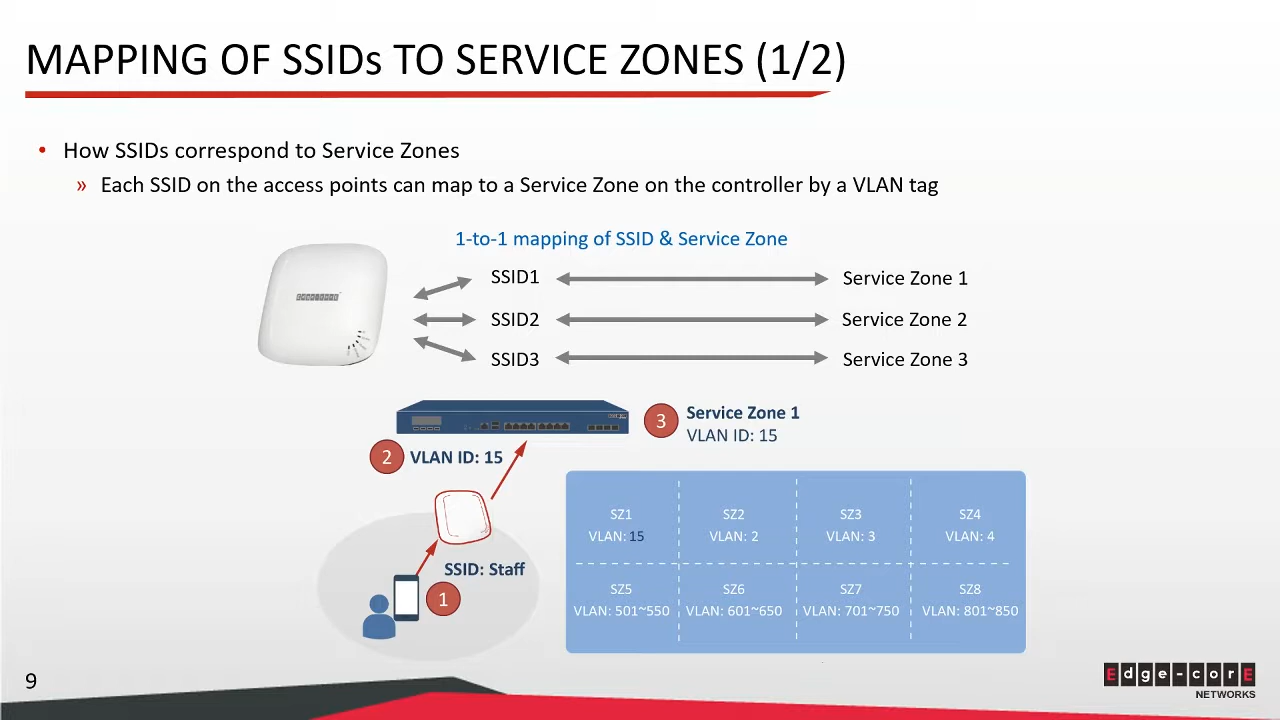 MAPPING OF SSIDs TO SERVICE ZONES (1/2)
• How SSIDs correspond to Service Zones
» Each SSID on the access points can map to a Service Zone on the controller by a VLAN tag
1-to-1 mapping of SSID & Service Zone
SSID1 Service Zone 1
SSID2 Service Zone 2
SSID3 Service Zone 3
3 Service Zone 1
VLAN ID: 15
2 VLAN ID: 15
SSID: Staff
1
SZ1 SZ2 SZ3 SZ4
VLAN: 15 VLAN: 2 VLAN: 3 VLAN: 4
SZ5 SZ6 SZ7 SZ8
VLAN: 501~550 VLAN: 601~650 VLAN: 701~750 VLAN: 801~850
9
Edge-corE
NETWORKS